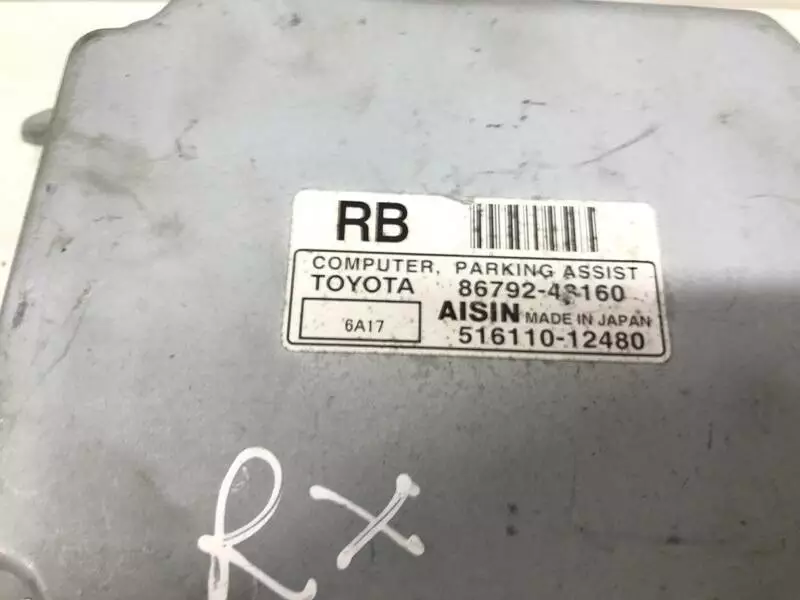 RB
COMPUTER, PARKING ASSIST
TOYOTA 86792-48160
6A17 AISIN MADE IN JAPAN
516110-12480
RX